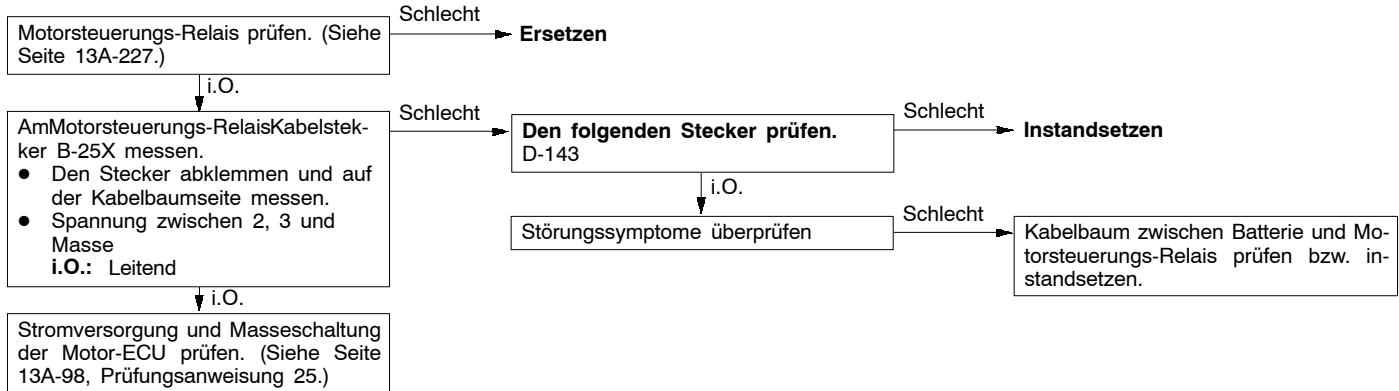 Motorsteuerungs-Relais prüfen. (Siehe
Seite 13A-227.)
Schlecht
Ersetzen
i.O.
AmMotorsteuerungs-RelaisKabelstek-
ker B-25X messen.
● Den Stecker abklemmen und auf
der Kabelbaumseite messen.
● Spannung zwischen 2, 3 und
Masse
i.O.: Leitend
Schlecht
Den folgenden Stecker prüfen.
D-143
Schlecht
Instandsetzen
i.O.
Störungssymptome überprüfen
Schlecht
Kabelbaum zwischen Batterie und Mo-
torsteuerungs-Relais prüfen bzw. in-
standsetzen.
i.O.
Stromversorgung und Masseschaltung
der Motor-ECU prüfen. (Siehe Seite
13A-98, Prüfungsanweisung 25.)